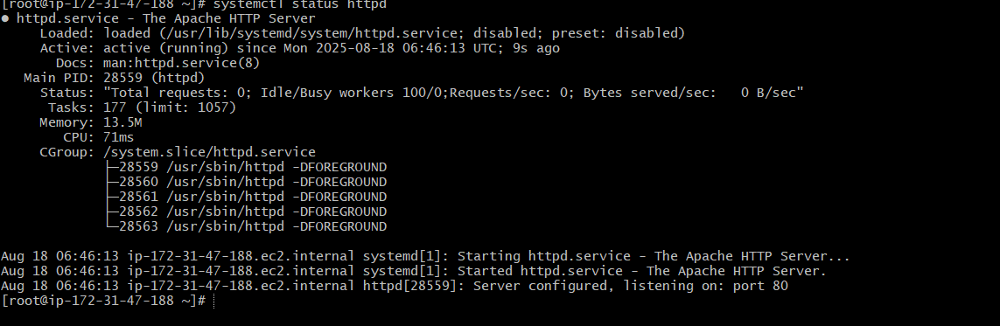 [root@ip-172-31-47-188 ~]# systemctl status httpd
● httpd.service - The Apache HTTP Server
     Loaded: loaded (/usr/lib/systemd/system/httpd.service; disabled; preset: disabled)
     Active: active (running) since Mon 2025-08-18 06:46:13 UTC; 9s ago
       Docs: man:httpd.service(8)
   Main PID: 28559 (httpd)
     Status: "Total requests: 0; Idle/Busy workers 100/0;Requests/sec: 0; Bytes served/sec:   0 B/sec"
      Tasks: 177 (limit: 1057)
     Memory: 13.5M
        CPU: 71ms
     CGroup: /system.slice/httpd.service
             ├─28559 /usr/sbin/httpd -DFOREGROUND
             ├─28560 /usr/sbin/httpd -DFOREGROUND
             ├─28561 /usr/sbin/httpd -DFOREGROUND
             ├─28562 /usr/sbin/httpd -DFOREGROUND
             └─28563 /usr/sbin/httpd -DFOREGROUND

Aug 18 06:46:13 ip-172-31-47-188.ec2.internal systemd[1]: Starting httpd.service - The Apache HTTP Server...
Aug 18 06:46:13 ip-172-31-47-188.ec2.internal systemd[1]: Started httpd.service - The Apache HTTP Server.
Aug 18 06:46:13 ip-172-31-47-188.ec2.internal httpd[28559]: Server configured, listening on: port 80
[root@ip-172-31-47-188 ~]#